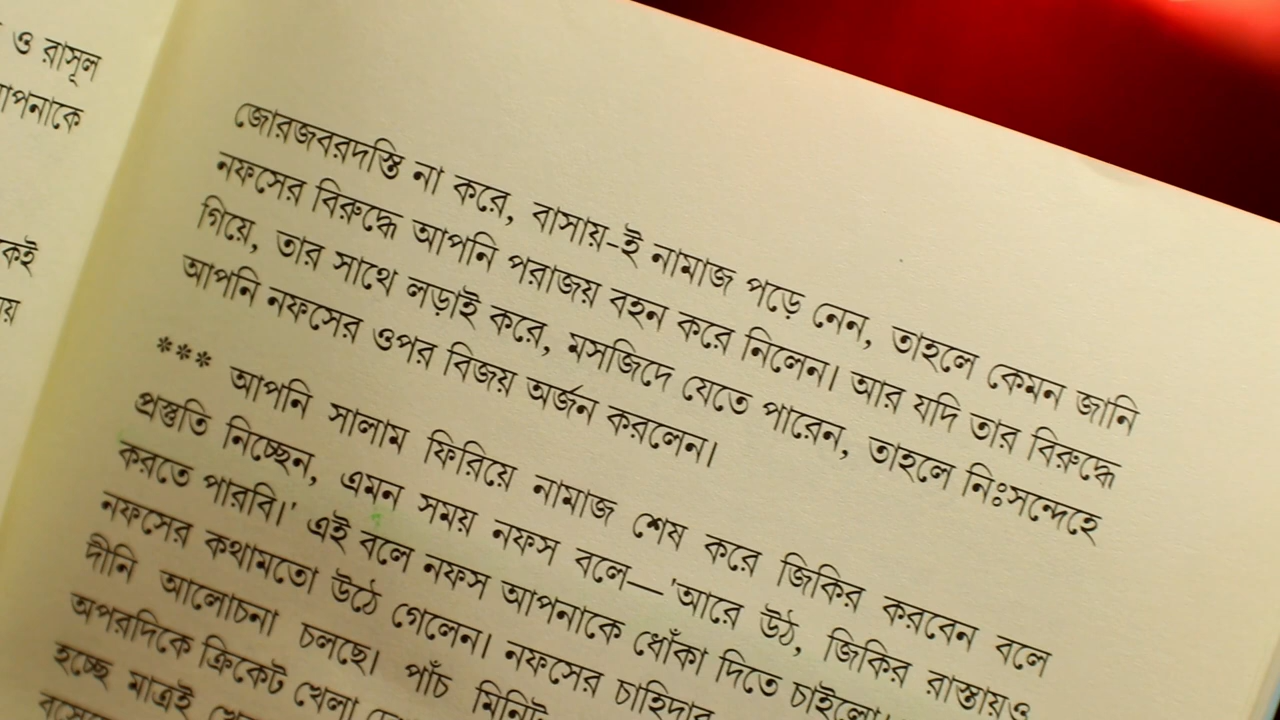 ও রাসূল
পনাকে
কই
য়
জোরজবরদস্তি না করে, বাসায়-ই নামাজ পড়ে নেন, তাহলে কেমন জানি
নফসের বিরুদ্ধে আপনি পরাজয় বহন করে নিলেন। আর যদি তার বিরুদ্ধে
গিয়ে, তার সাথে লড়াই করে, মসজিদে যেতে পারেন, তাহলে নিঃসন্দেহে
আপনি নফসের ওপর বিজয় অর্জন করলেন।
*** আপনি সালাম ফিরিয়ে নামাজ শেষ করে জিকির করবেন বলে
প্রস্তুতি নিচ্ছেন, এমন সময় নফস বলে—'আরে উঠ, জিকির রাস্তায়ও
করতে পারবি।' এই বলে নফস আপনাকে ধোঁকা দিতে চাইলো।
নফসের কথামতো উঠে গেলেন। নফসের চাহিদার
দীনি আলোচনা চলছে। পাঁচ মিনিট
অপরদিকে ক্রিকেট খেলা
হচ্ছে মাত্রই